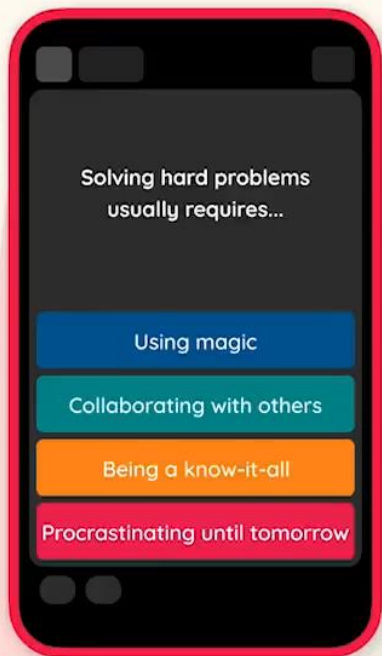 Solving hard problems
usually requires...
Using magic
Collaborating with others
Being a know-it-all
Procrastinating until tomorrow